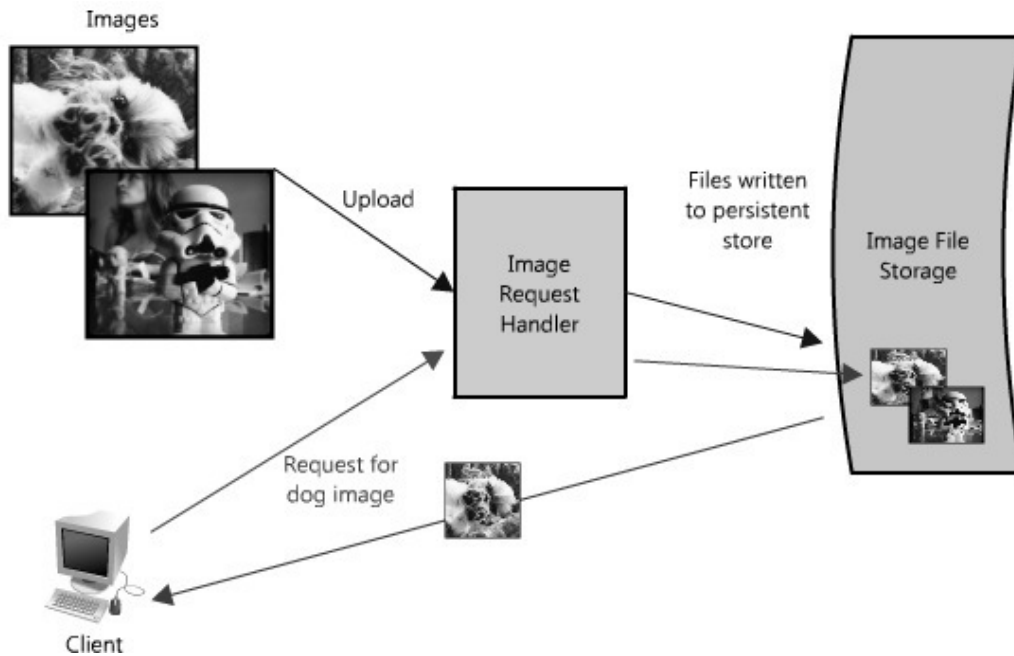 Images
Upload
Image
Request
Handler
Files written
to persistent
store
Image File
Storage
Request for
dog image
Client